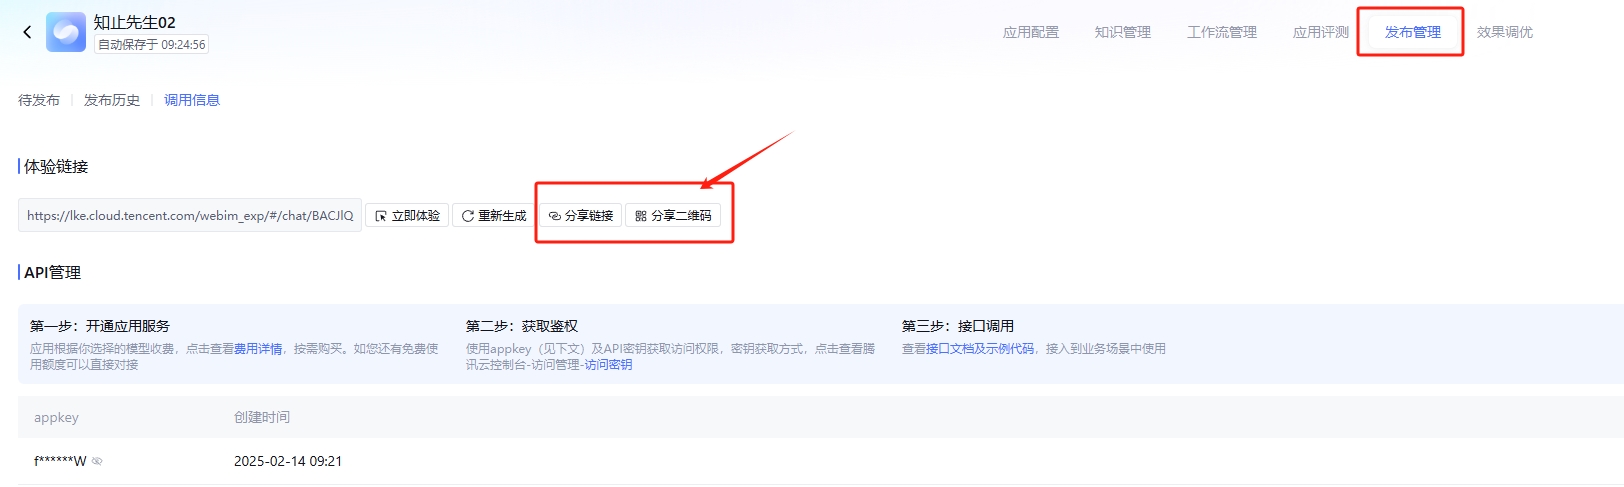 知止先生02
自动保存于 09:24:56
应用配置 知识管理 工作流管理 应用评测 发布管理 效果调优
待发布 发布历史 调用信息
体验链接
https://lke.cloud.tencent.com/webim_exp/#/chat/BACJlQ 立即体验 重新生成 分享链接 分享二维码
API管理
第一步：开通应用服务
应用根据你选择的模型收费，点击查看费用详情，按需购买。如您还有免费使
用额度可以直接对接
第二步：获取鉴权
使用appkey（见下文）及API密钥获取访问权限，密钥获取方式，点击查看腾
讯云控制台-访问管理-访问密钥
第三步：接口调用
查看接口文档及示例代码，接入到业务场景中使用
appkey 创建时间
f******W 2025-02-14 09:21